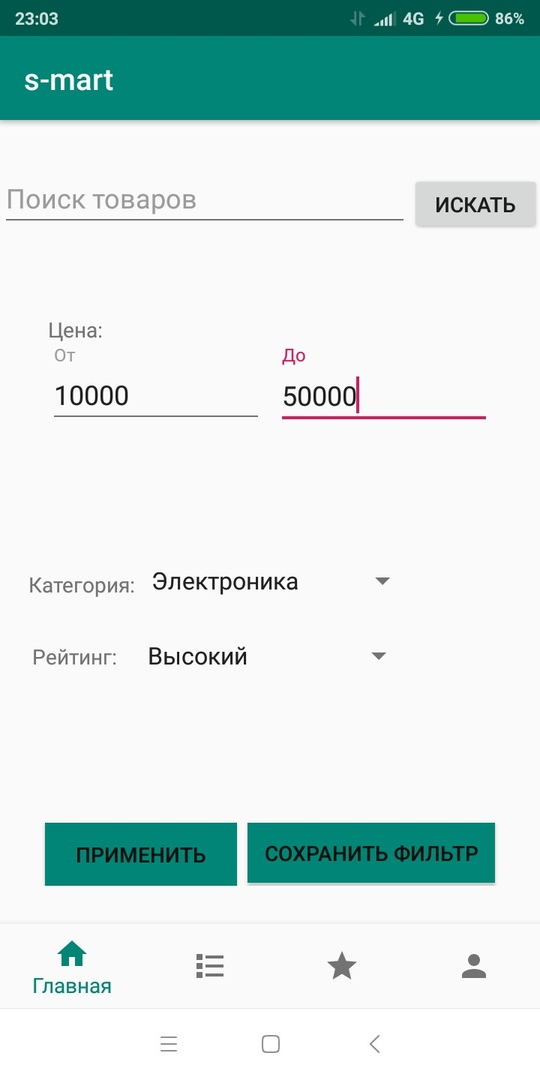 23:03 4G 86%
s-mart
Поиск товаров ИСКАТЬ
Цена:
От До
10000 50000
Категория: Электроника
Рейтинг: Высокий
ПРИМЕНИТЬ СОХРАНИТЬ ФИЛЬТР
Главная